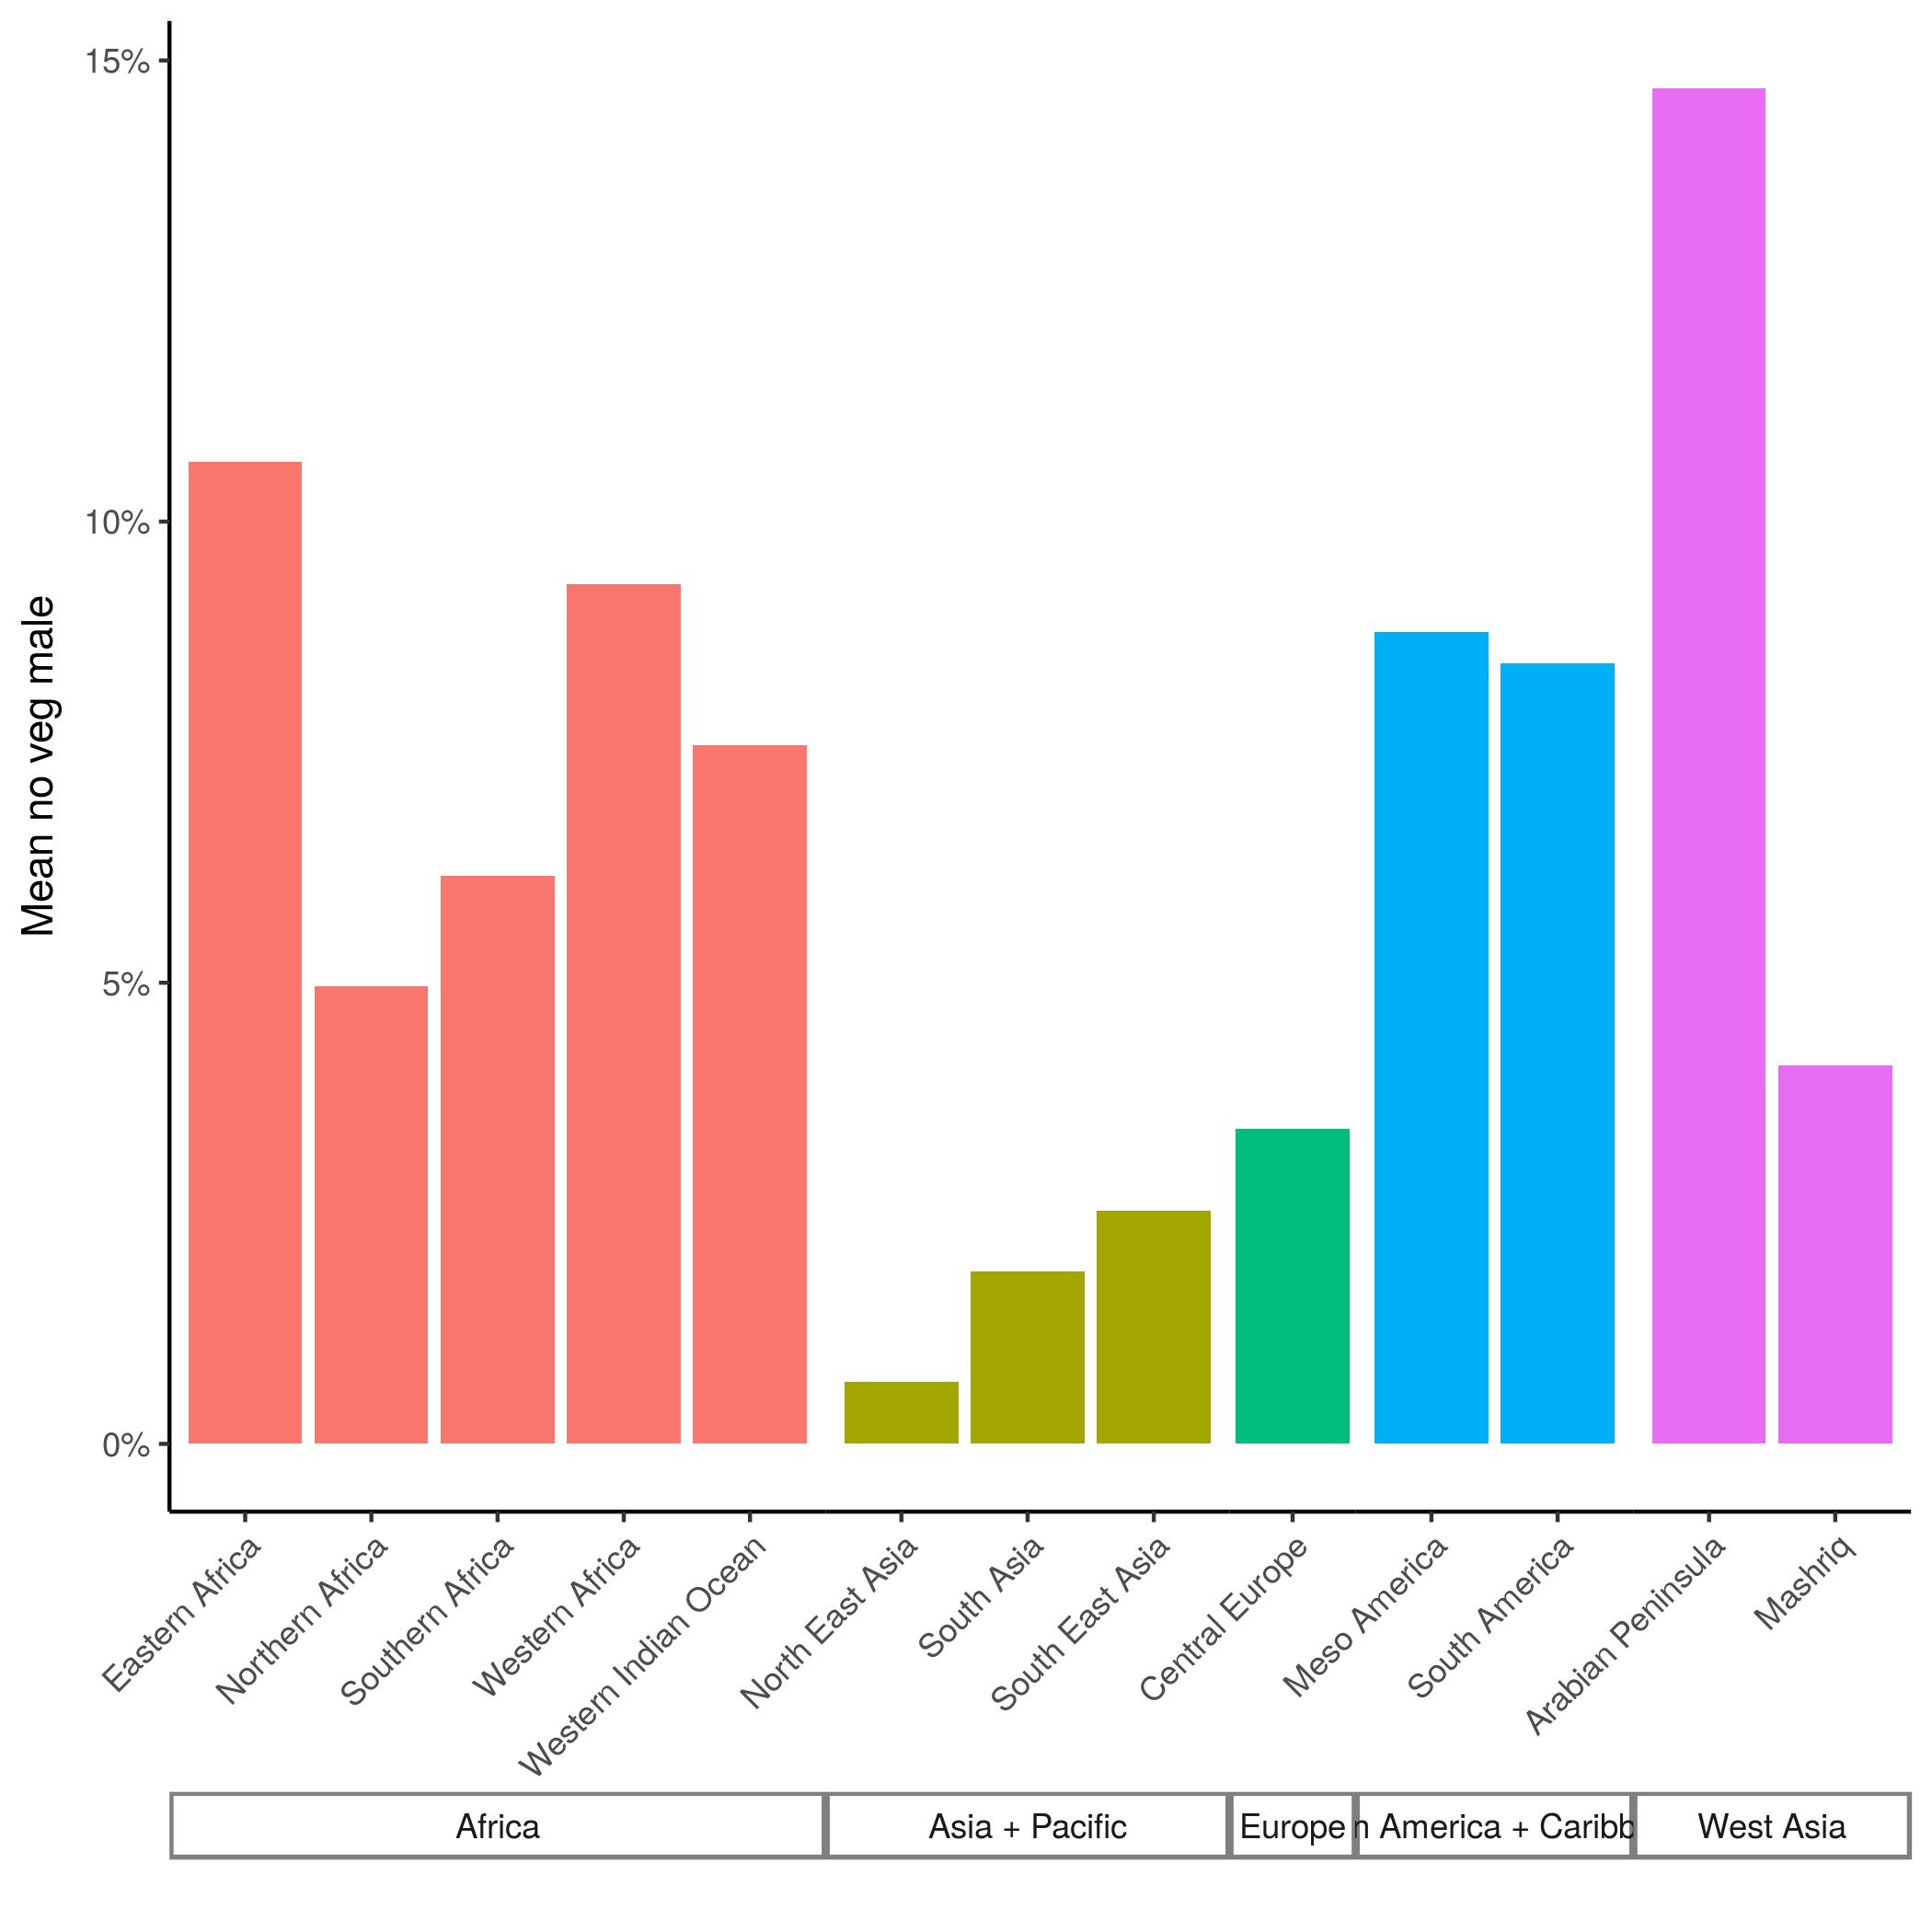 Mean no veg male
15%
10%
5%
0%
Eastern Africa
Northern Africa
Southern Africa
Western Africa
Western Indian Ocean
North East Asia
South Asia
South East Asia
Central Europe
Meso America
South America
Arabian Peninsula
Mashriq
Africa
Asia + Pacific
Europe
n America + Caribb
West Asia